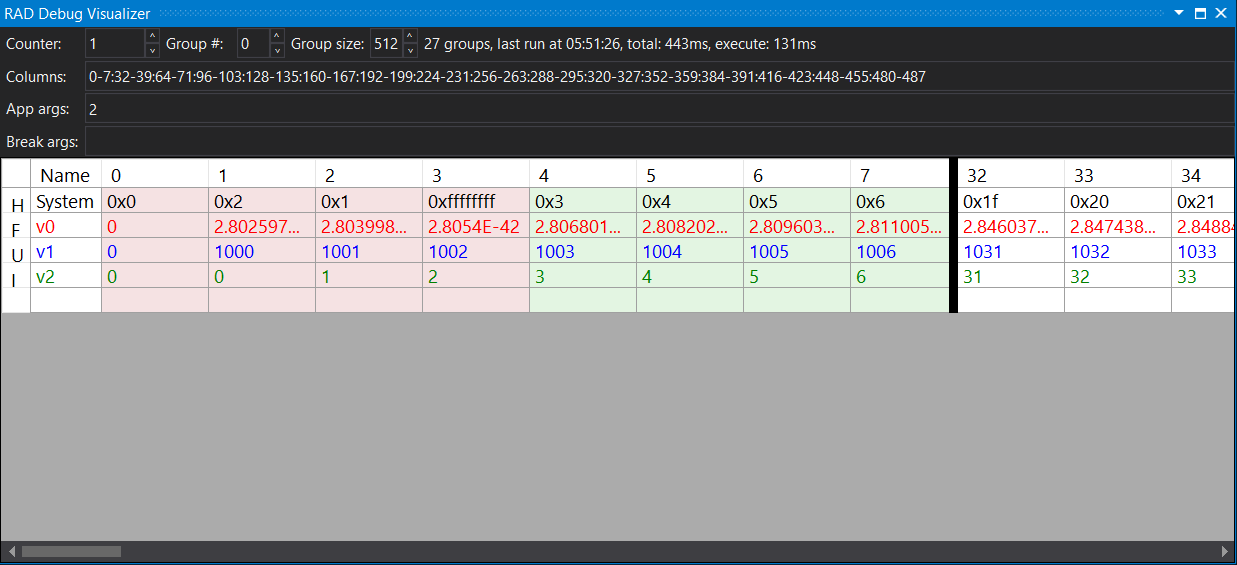 RAD Debug Visualizer
Counter: 1 Group #: 0 Group size: 512 27 groups, last run at 05:51:26, total: 443ms, execute: 131ms
Columns: 0-7:32-39:64-71:96-103:128-135:160-167:192-199:224-231:256-263:288-295:320-327:352-359:384-391:416-423:448-455:480-487
App args: 2
Break args:
Name 0 1 2 3 4 5 6 7 32 33 34
H System 0x0 0x2 0x1 0xffffffff 0x3 0x4 0x5 0x6 0x1f 0x20 0x21
F v0 0 2.802597... 2.803998... 2.8054E-42 2.806801... 2.808202... 2.809603... 2.811005... 2.846037... 2.847438... 2.84884
U v1 0 1000 1001 1002 1003 1004 1005 1006 1031 1032 1033
I v2 0 0 1 2 3 4 5 6 31 32 33